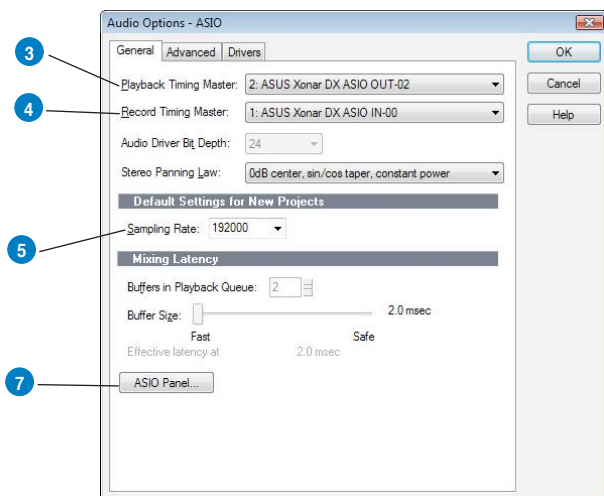 Audio Options - ASIO
General Advanced Drivers
OK
3
Playback Timing Master: 2: ASUS Xonar DX ASIO OUT-02
Cancel
4
Record Timing Master: 1: ASUS Xonar DX ASIO IN-00
Help
Audio Driver Bit Depth: 24
Stereo Panning Law: 0dB center, sin/cos taper, constant power
Default Settings for New Projects
5
Sampling Rate: 192000
Mixing Latency
Buffers in Playback Queue: 2
Buffer Size: 2.0 msec
Fast Safe
Effective latency at 2.0 msec
7
ASIO Panel...